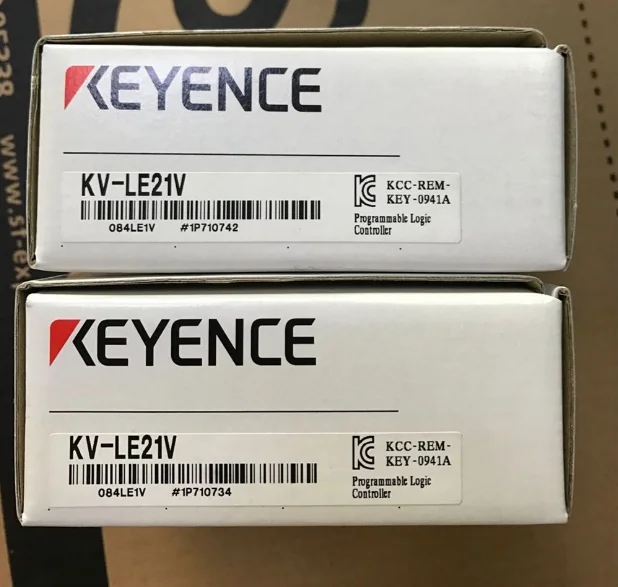 KEYENCE
KV-LE21V
084LE1V #1P710742
KCC-REM-
KEY-0941A
Programmable Logic
Controller
KEYENCE
KV-LE21V
084LE1V #1P710734
KCC-REM-
KEY-0941A
Programmable Logic
Controller